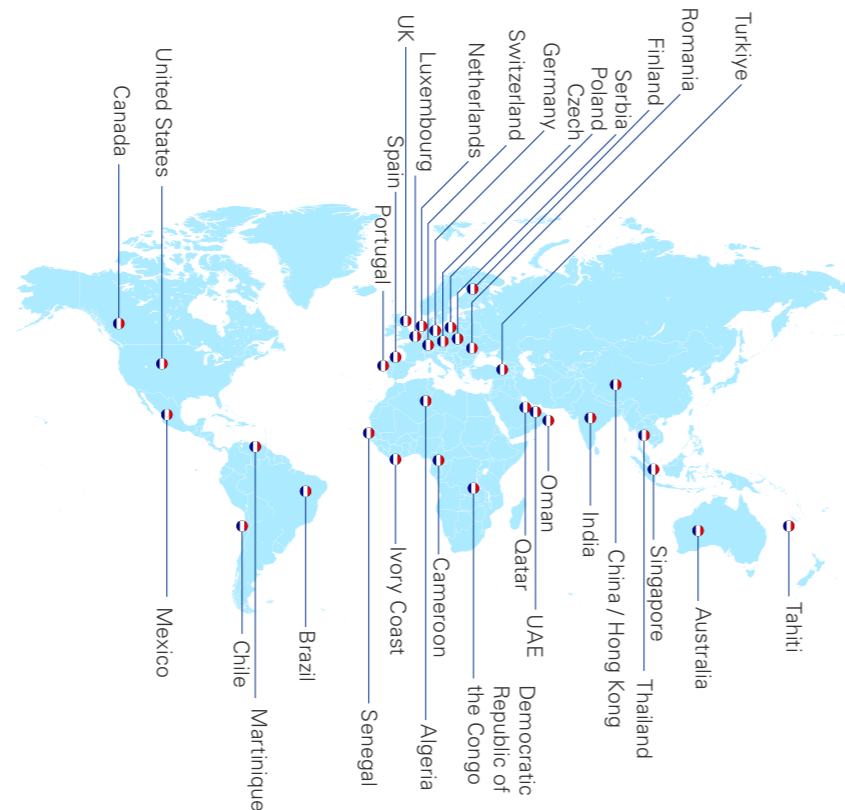 Canada
United States
UK
Luxembourg
Spain
Portugal
Netherlands
Switzerland
Germany
Czech
Poland
Serbia
Finland
Romania
Turkiye
Mexico
Chile
Martinique
Brazil
Senegal
Ivory Coast
Algeria
Cameroon
Democratic
Republic of
the Congo
Qatar
UAE
Oman
India
China / Hong Kong
Thailand
Singapore
Australia
Tahiti